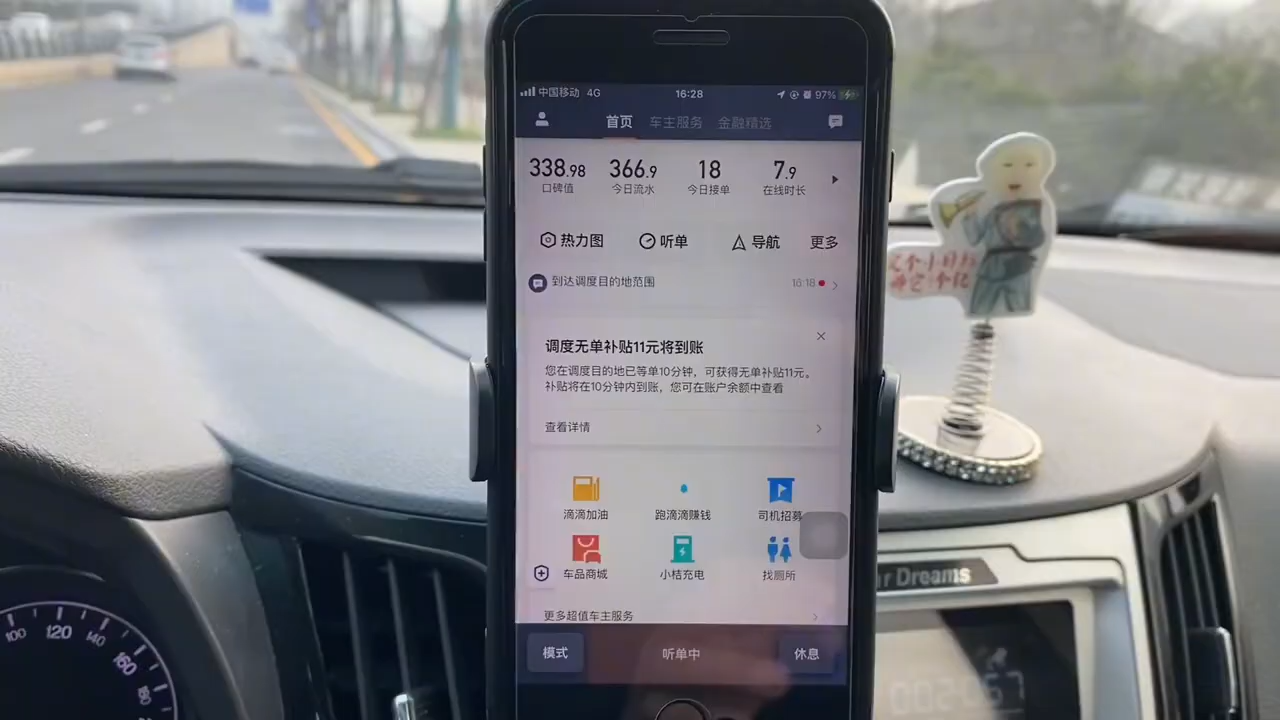 中国移动 4G 16:28 97%
首页 车主服务 金融精选
338.98 366.9 18 7.9
口碑值 今日流水 今日接单 在线时长
热力图 听单 导航 更多
到达调度目的地范围 16:18
调度无单补贴11元将到账
您在调度目的地已等单10分钟，可获得无单补贴11元。
补贴将在10分钟内到账，您可在账户余额中查看
查看详情
滴滴加油 跑滴滴赚钱 司机招募
车品商城 小桔充电 找厕所
更多超值车主服务
模式 听单中 休息
100 120 140 160 180
Dreams